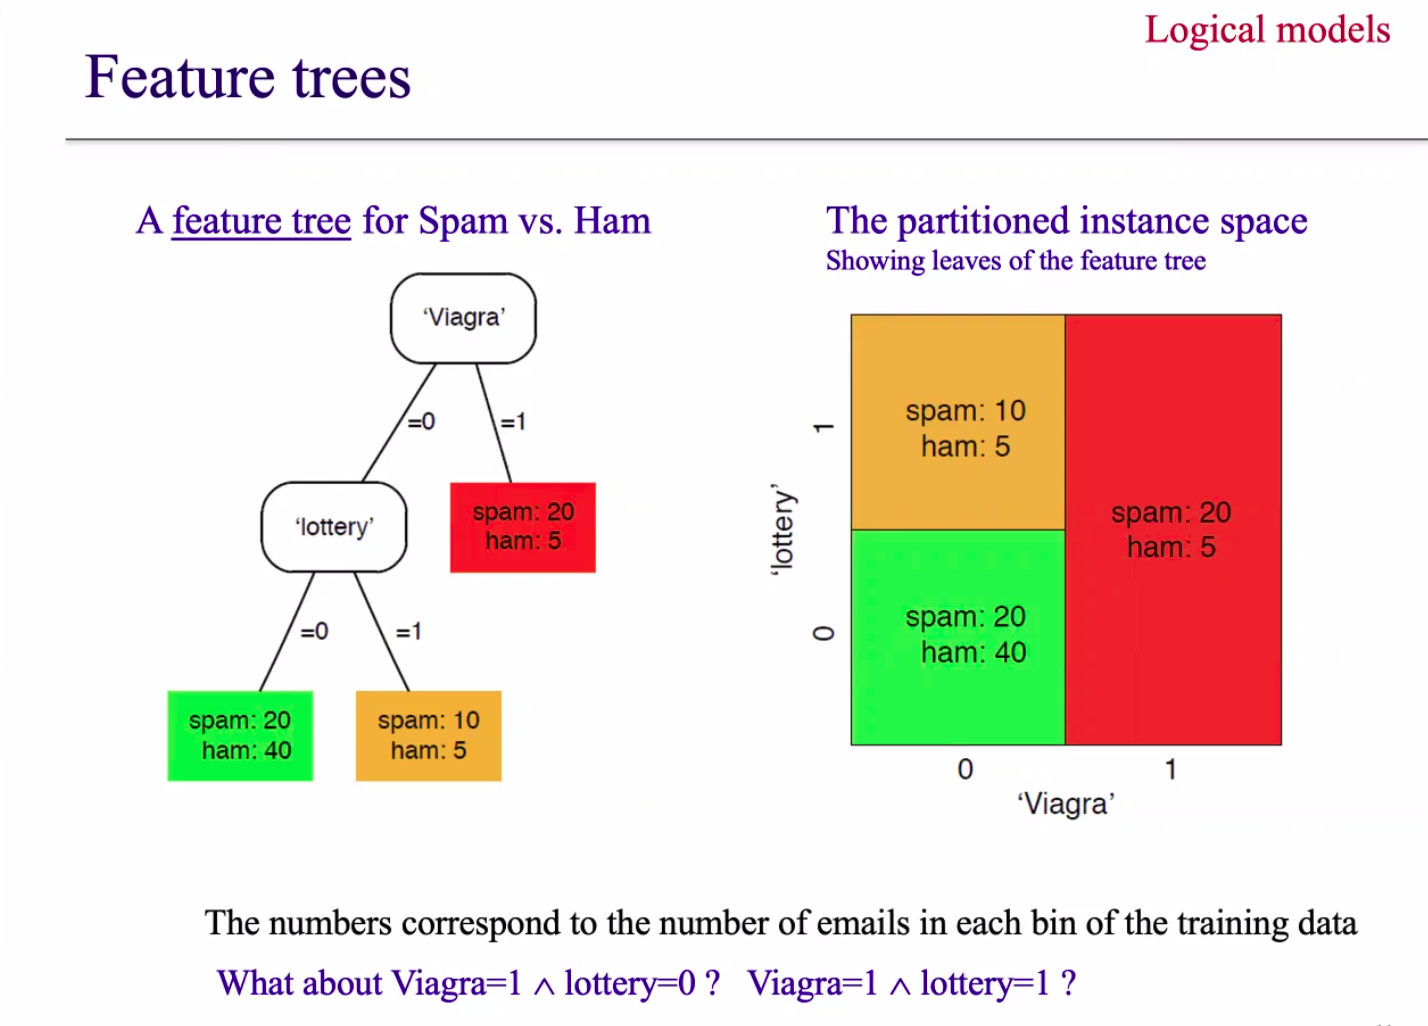 Logical models
Feature trees
A feature tree for Spam vs. Ham
‘Viagra’
=0
=1
‘lottery’
spam: 20
ham: 5
=0
=1
spam: 20
ham: 40
spam: 10
ham: 5
The partitioned instance space
Showing leaves of the feature tree
‘lottery’
1
0
spam: 10
ham: 5
spam: 20
ham: 5
spam: 20
ham: 40
0
1
‘Viagra’
The numbers correspond to the number of emails in each bin of the training data
What about Viagra=1 ∧ lottery=0 ? Viagra=1 ∧ lottery=1 ?